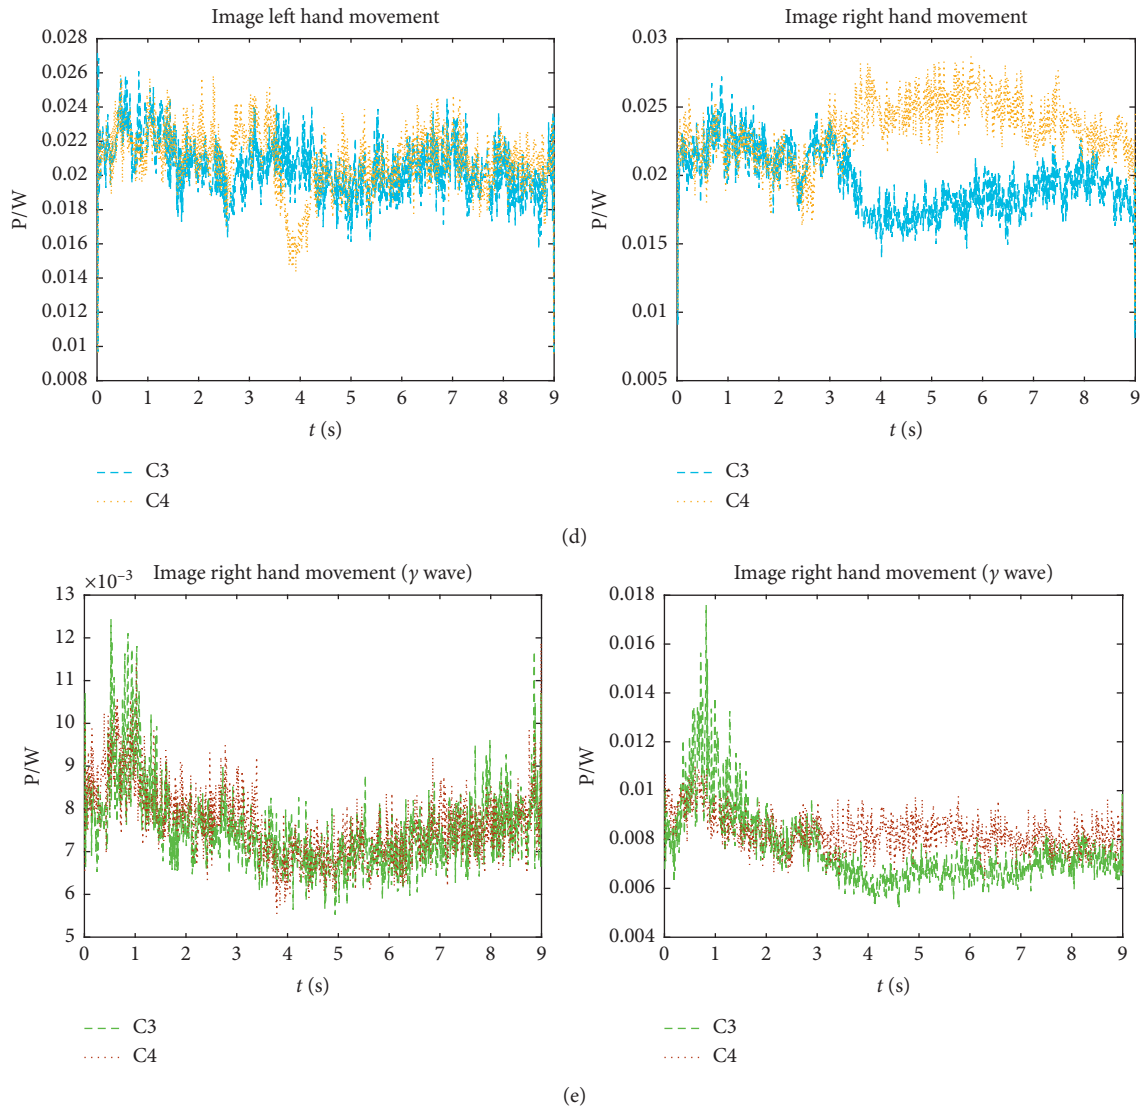 Image left hand movement
P/W
0.028
0.026
0.024
0.022
0.02
0.018
0.016
0.014
0.012
0.01
0.008
0 1 2 3 4 5 6 7 8 9
t (s)
C3
C4
Image right hand movement
P/W
0.03
0.025
0.02
0.015
0.01
0.005
0 1 2 3 4 5 6 7 8 9
t (s)
C3
C4
(d)
Image right hand movement (γ wave)
×10⁻³
P/W
13
12
11
10
9
8
7
6
5
0 1 2 3 4 5 6 7 8 9
t (s)
C3
C4
Image right hand movement (γ wave)
P/W
0.018
0.016
0.014
0.012
0.01
0.008
0.006
0.004
0 1 2 3 4 5 6 7 8 9
t (s)
C3
C4
(e)